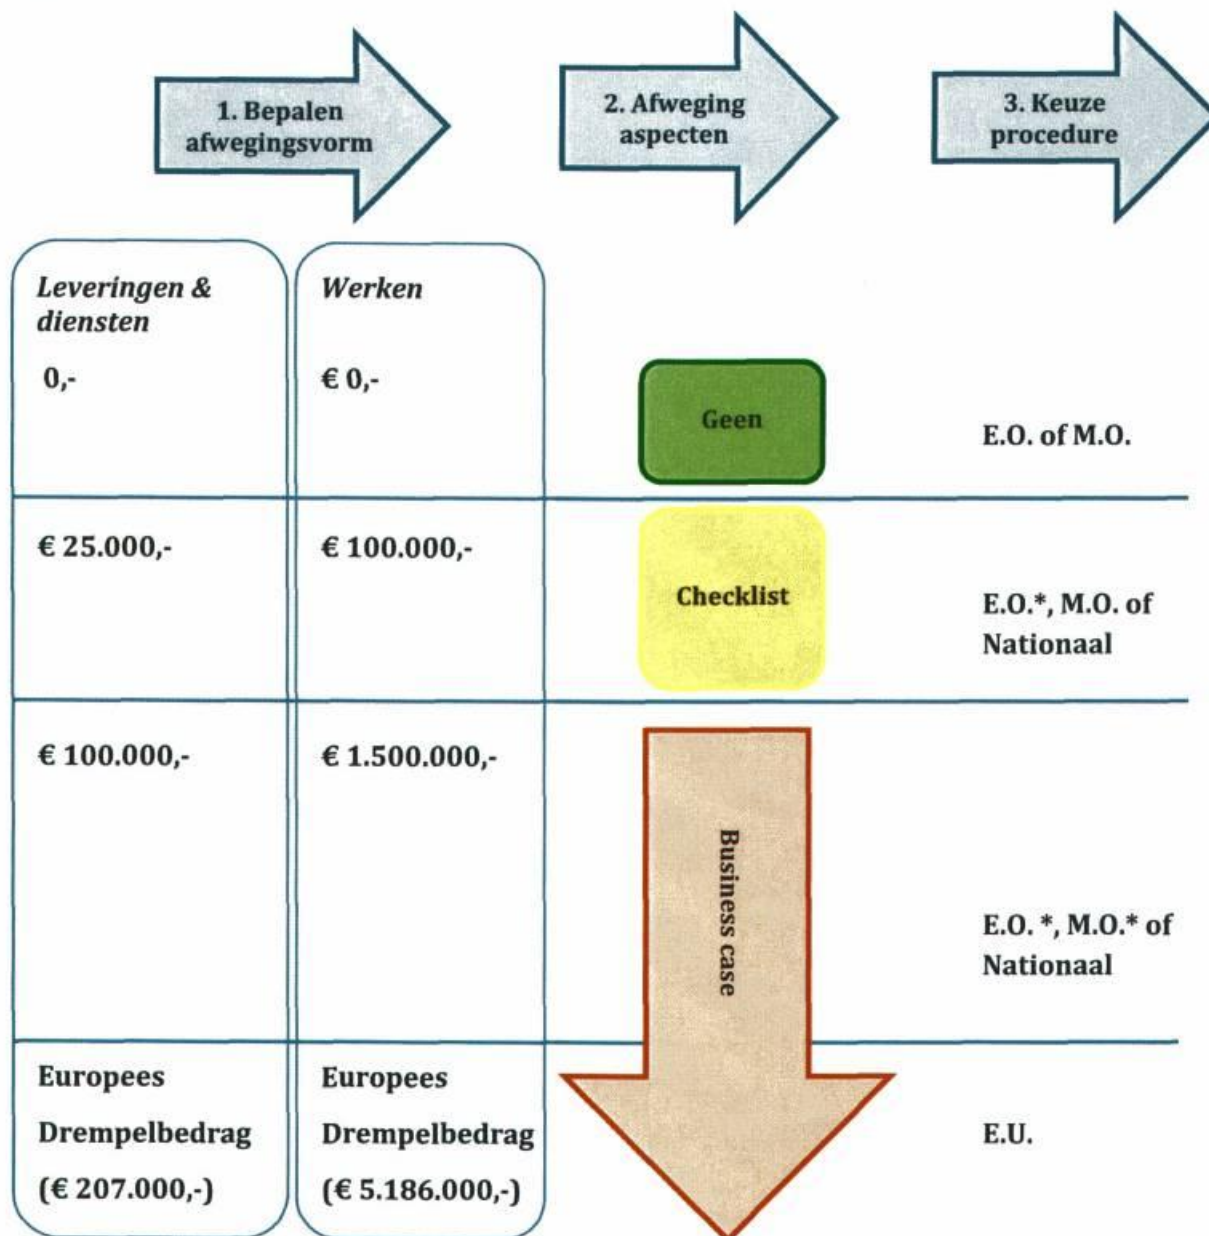 1. Bepalen
afwegingsvorm
2. Afweging
aspecten
3. Keuze
procedure
Leveringen &
diensten
Werken
0,-
€ 0,-
Geen
E.O. of M.O.
€ 25.000,-
€ 100.000,-
Checklist
E.O.*, M.O. of
Nationaal
€ 100.000,-
€ 1.500.000,-
Business case
E.O. *, M.O.* of
Nationaal
Europees
Drempelbedrag
(€ 207.000,-)
Europees
Drempelbedrag
(€ 5.186.000,-)
E.U.